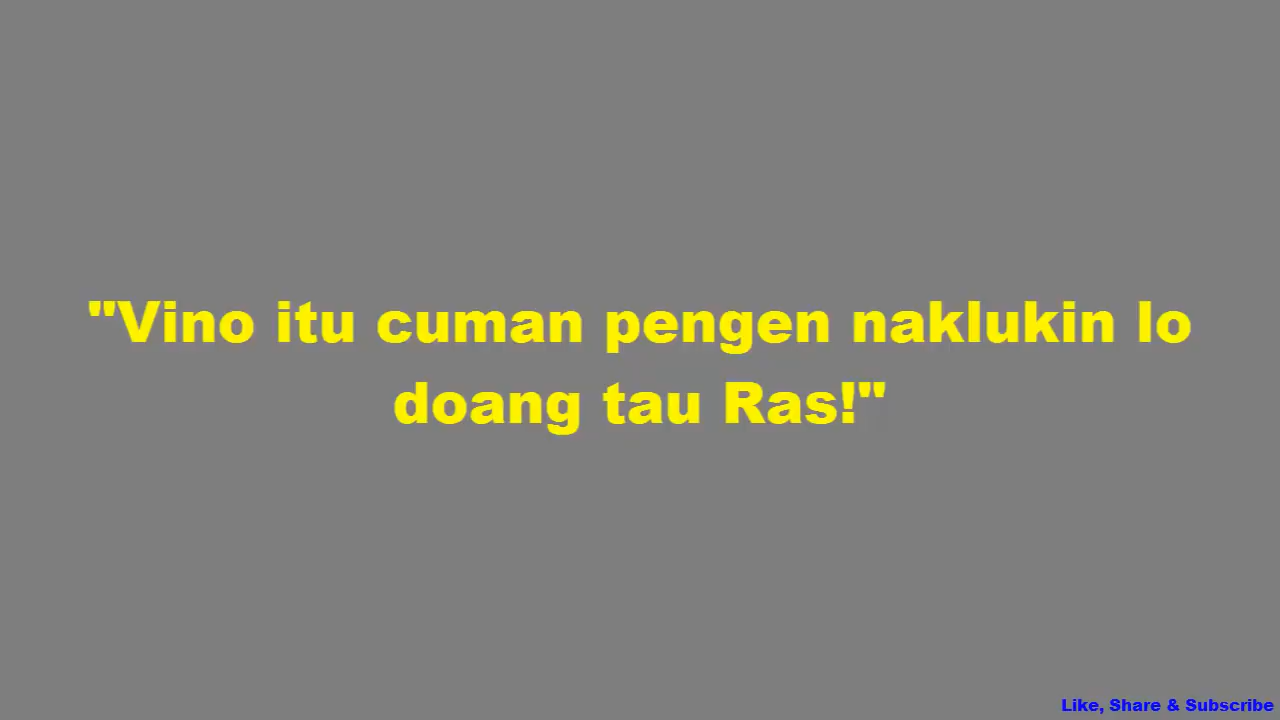 "Vino itu cuman pengen naklukin lo
doang tau Ras!"
Like, Share & Subscribe